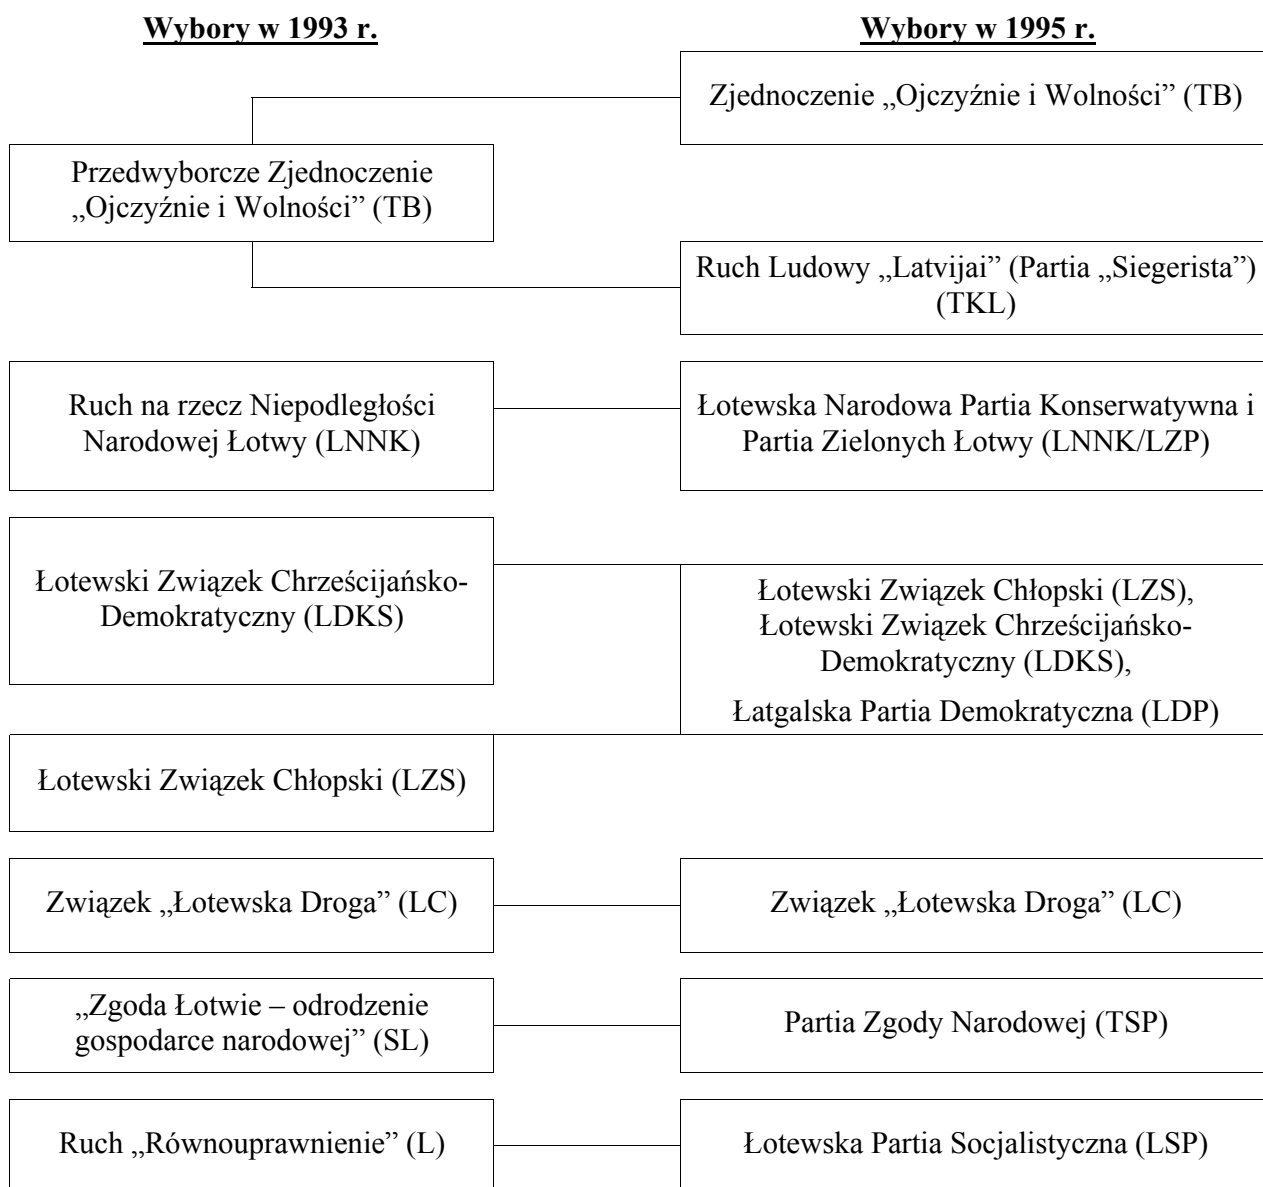 Wybory w 1993 r.
Wybory w 1995 r.
Zjednoczenie „Ojczyźnie i Wolności” (TB)
Przedwyborcze Zjednoczenie
„Ojczyźnie i Wolności” (TB)
Ruch Ludowy „Latvijai” (Partia „Siegerista”)
(TKL)
Ruch na rzecz Niepodległości
Narodowej Łotwy (LNNK)
Łotewska Narodowa Partia Konserwatywna i
Partia Zielonych Łotwy (LNNK/LZP)
Łotewski Związek Chrześcijańsko-
Demokratyczny (LDKS)
Łotewski Związek Chłopski (LZS),
Łotewski Związek Chrześcijańsko-
Demokratyczny (LDKS),
Łatgalska Partia Demokratyczna (LDP)
Łotewski Związek Chłopski (LZS)
Związek „Łotewska Droga” (LC)
Związek „Łotewska Droga” (LC)
„Zgoda Łotwie – odrodzenie
gospodarce narodowej” (SL)
Partia Zgody Narodowej (TSP)
Ruch „Równouprawnienie” (L)
Łotewska Partia Socjalistyczna (LSP)